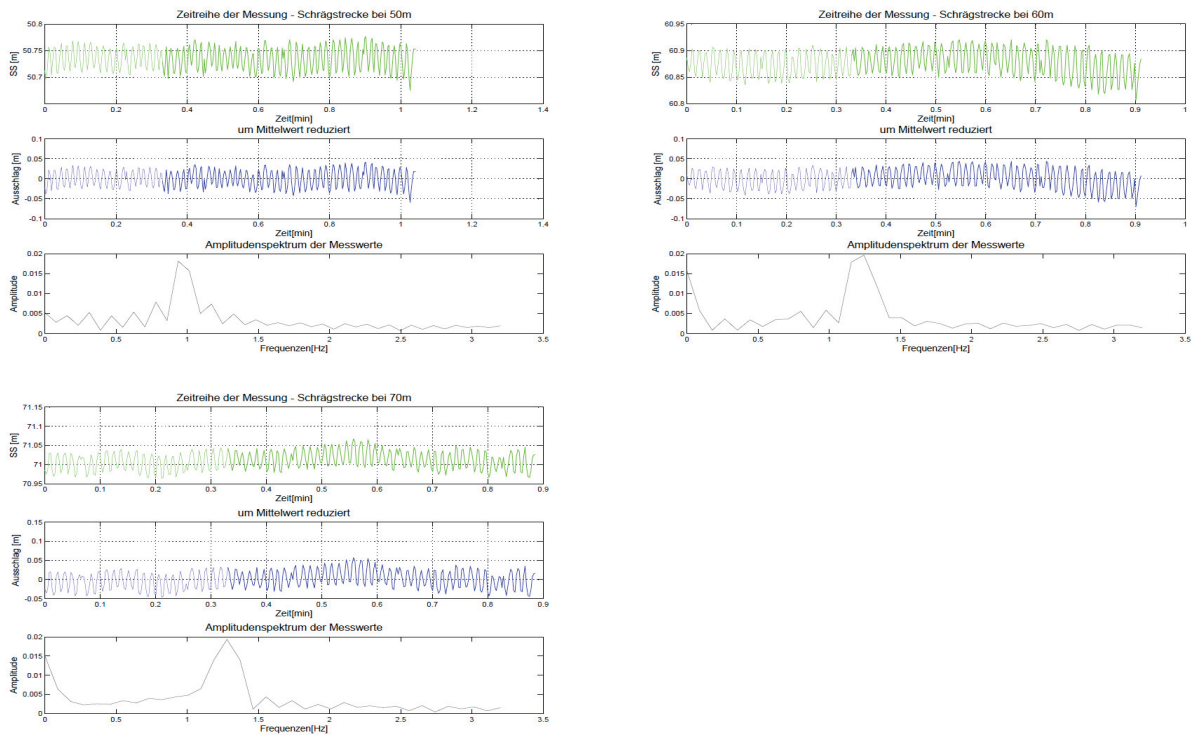 Zeitreihe der Messung - Schrägstrecke bei 50m
50.8
50.75
50.7
SS [m]
0 0.2 0.4 0.6 0.8 1 1.2 1.4
Zeit[min]
um Mittelwert reduziert
0.1
0.05
0
-0.05
-0.1
Ausschlag [m]
0 0.2 0.4 0.6 0.8 1 1.2 1.4
Zeit[min]
Amplitudenspektrum der Messwerte
0.02
0.015
0.01
0.005
0
Amplitude
0 0.5 1 1.5 2 2.5 3 3.5
Frequenzen[Hz]
Zeitreihe der Messung - Schrägstrecke bei 60m
60.95
60.9
60.85
60.8
SS [m]
0 0.1 0.2 0.3 0.4 0.5 0.6 0.7 0.8 0.9 1
Zeit[min]
um Mittelwert reduziert
0.1
0.05
0
-0.05
-0.1
Ausschlag [m]
0 0.1 0.2 0.3 0.4 0.5 0.6 0.7 0.8 0.9 1
Zeit[min]
Amplitudenspektrum der Messwerte
0.02
0.015
0.01
0.005
0
Amplitude
0 0.5 1 1.5 2 2.5 3 3.5
Frequenzen[Hz]
Zeitreihe der Messung - Schrägstrecke bei 70m
71.15
71.1
71.05
71
70.95
SS [m]
0 0.1 0.2 0.3 0.4 0.5 0.6 0.7 0.8 0.9
Zeit[min]
um Mittelwert reduziert
0.15
0.1
0.05
0
-0.05
Ausschlag [m]
0 0.1 0.2 0.3 0.4 0.5 0.6 0.7 0.8 0.9
Zeit[min]
Amplitudenspektrum der Messwerte
0.02
0.015
0.01
0.005
0
Amplitude
0 0.5 1 1.5 2 2.5 3 3.5
Frequenzen[Hz]